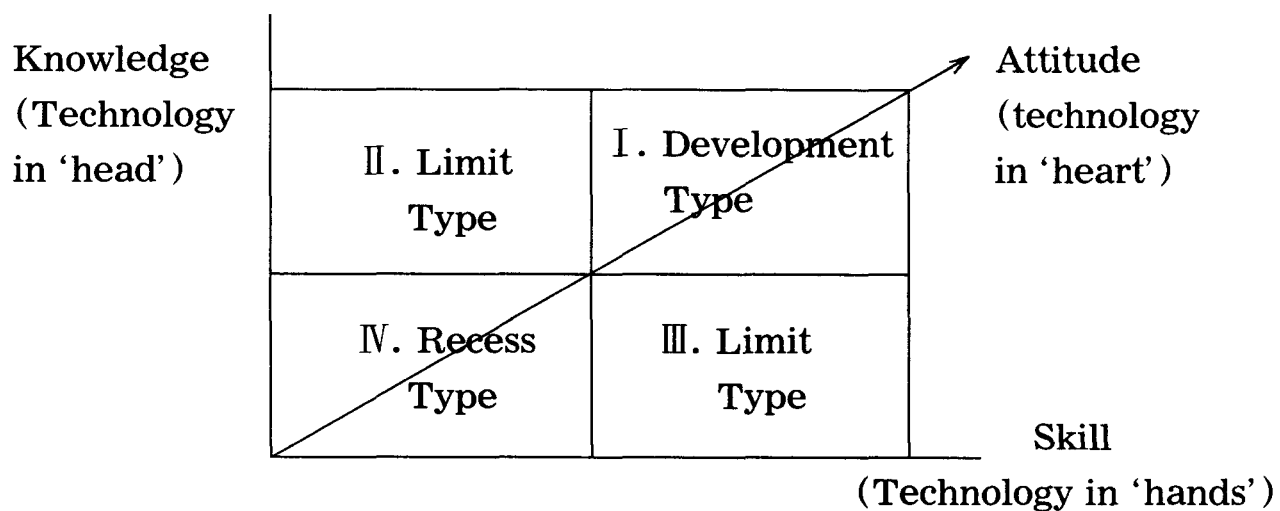 Knowledge
(Technology
in ‘head’)
Attitude
(technology
in ‘heart’)
Ⅱ. Limit
Type
Ⅰ. Development
Type
Ⅳ. Recess
Type
Ⅲ. Limit
Type
Skill
(Technology in ‘hands’)